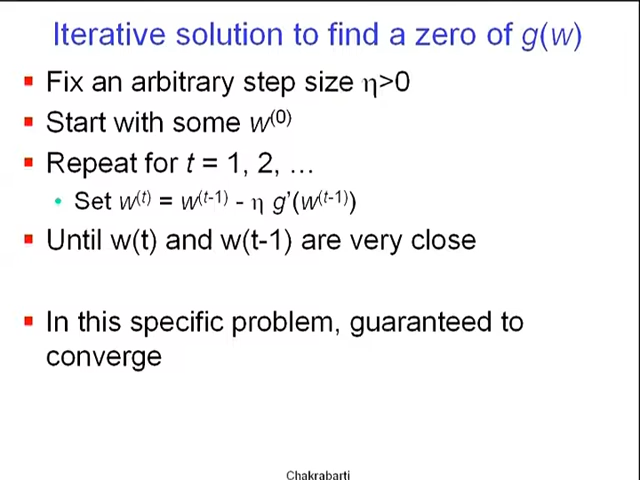 Iterative solution to find a zero of g(w)
Fix an arbitrary step size η>0
Start with some w(0)
Repeat for t = 1, 2, …
Set w(t) = w(t-1) - η g'(w(t-1))
Until w(t) and w(t-1) are very close
In this specific problem, guaranteed to
converge
Chakrabarti